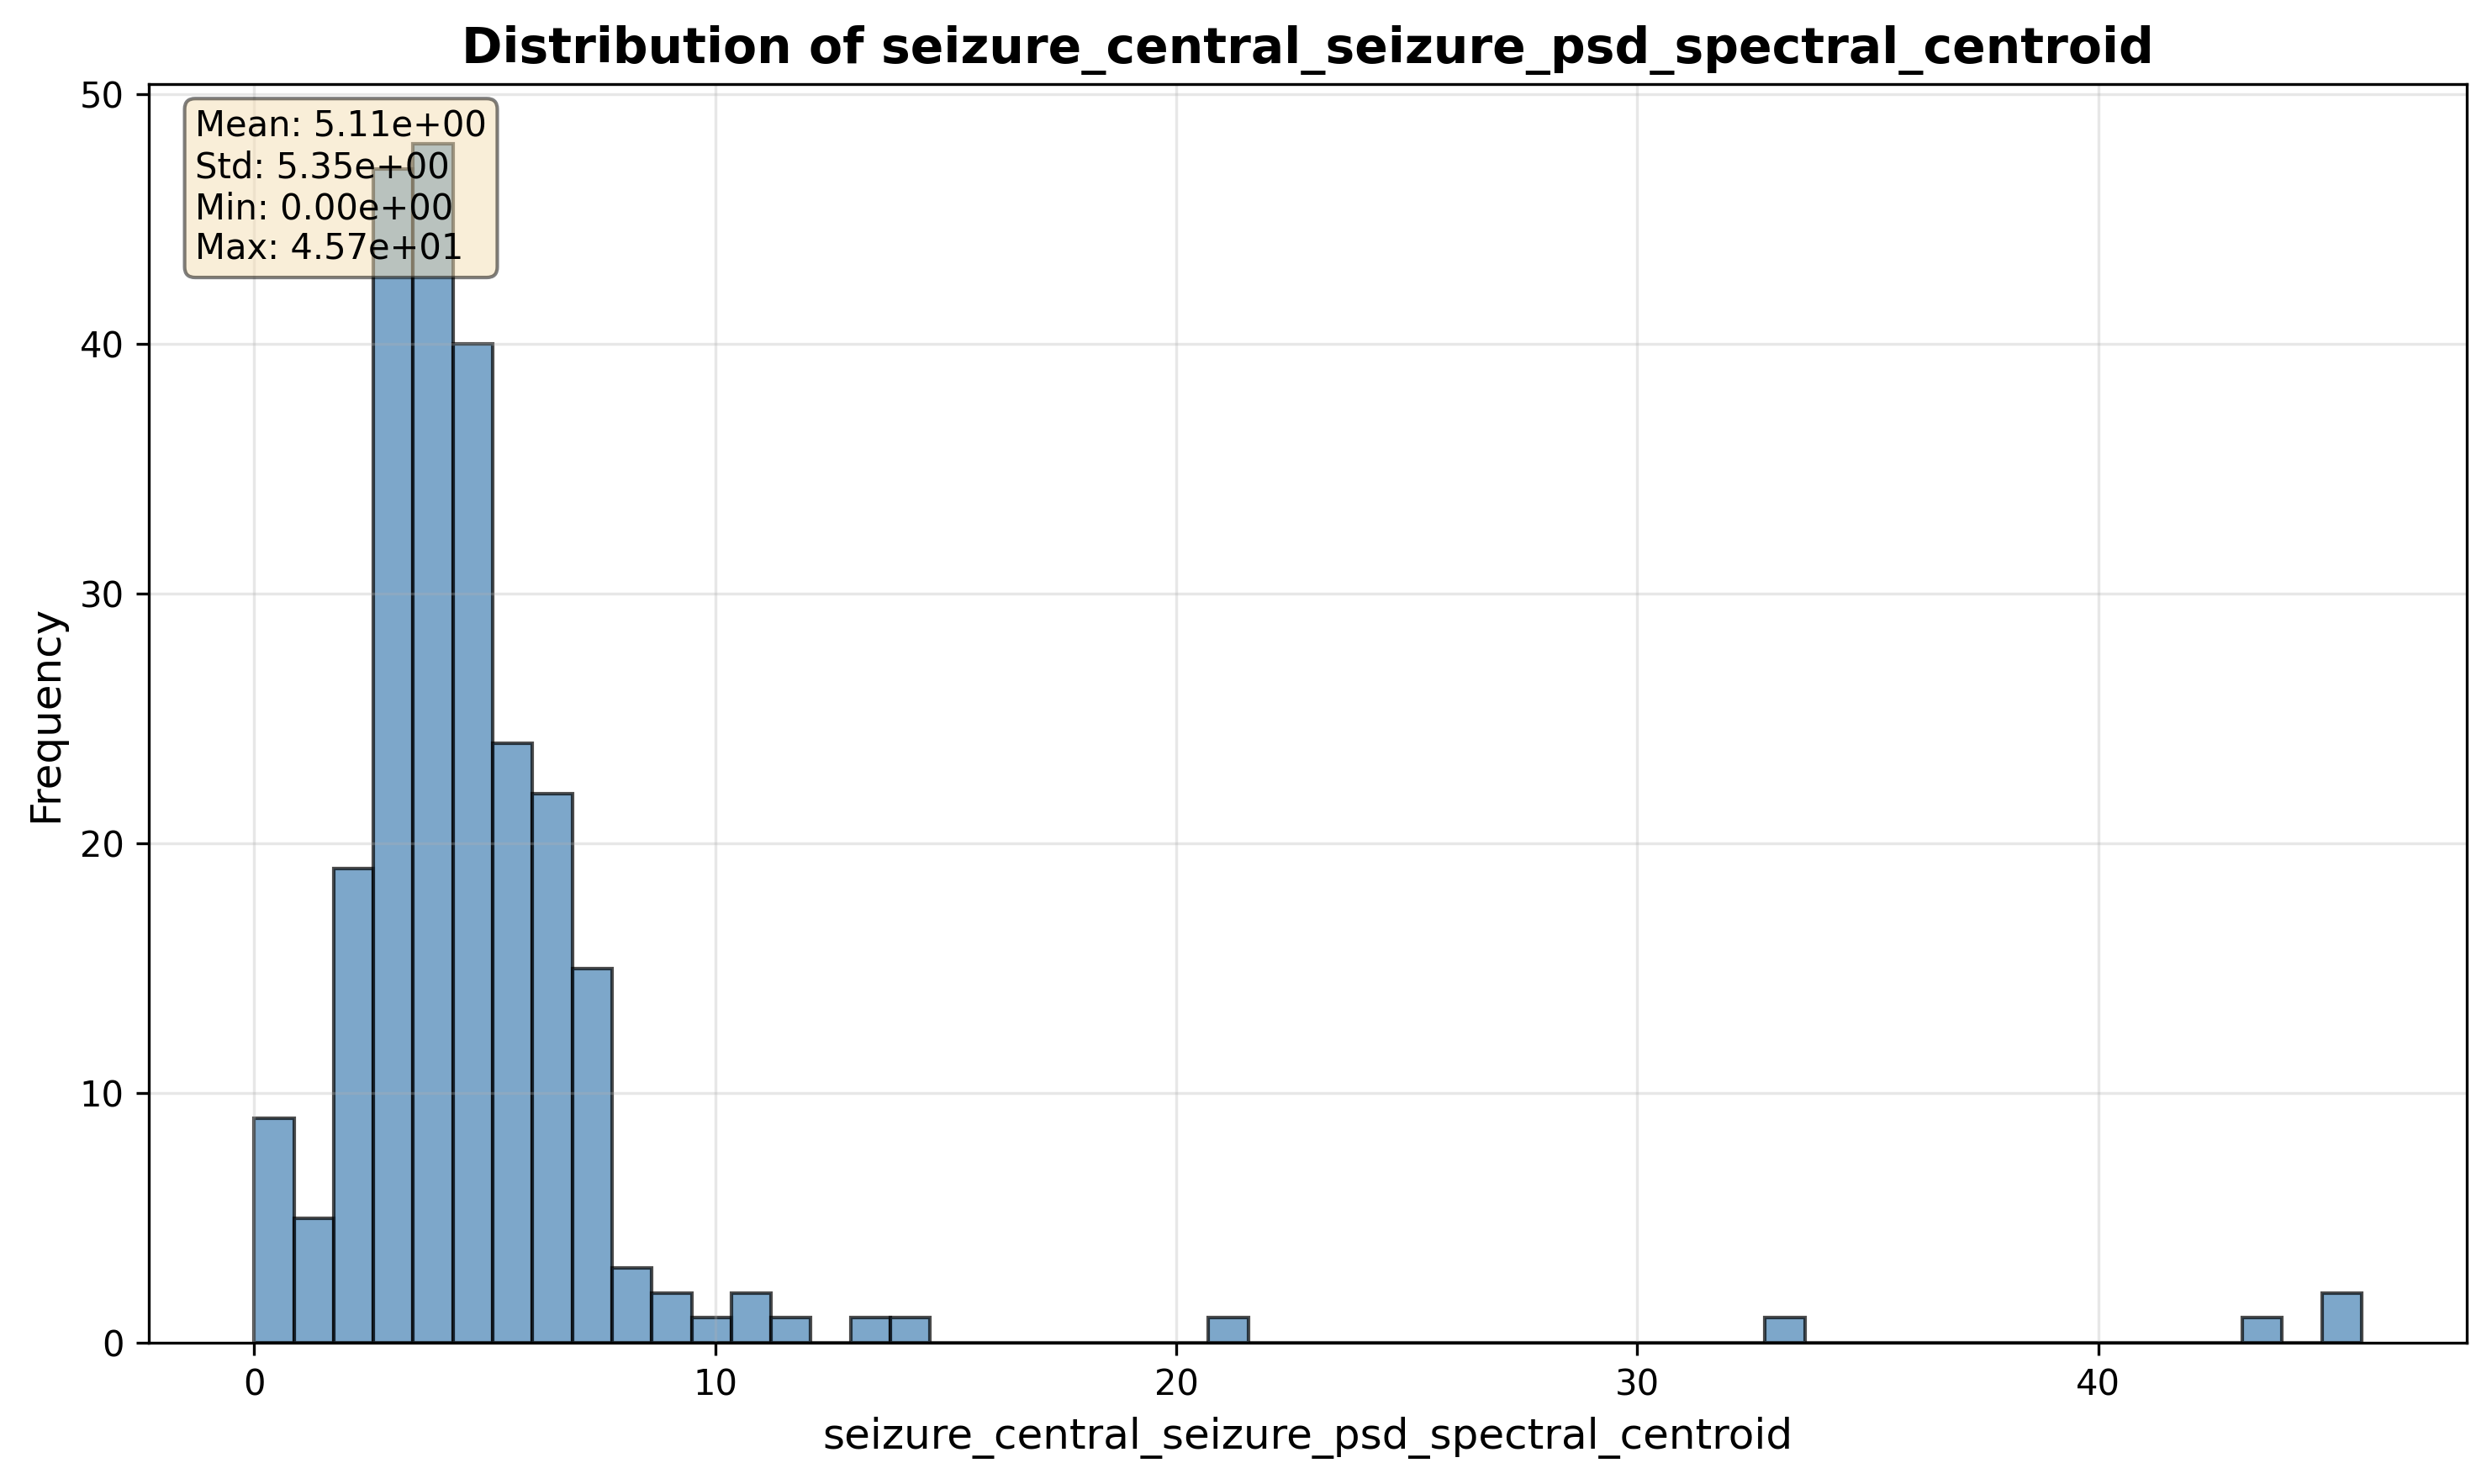 Distribution of seizure_central_seizure_psd_spectral_centroid
Mean: 5.11e+00
Std: 5.35e+00
Min: 0.00e+00
Max: 4.57e+01
Frequency
50
40
30
20
10
0
0 10 20 30 40
seizure_central_seizure_psd_spectral_centroid